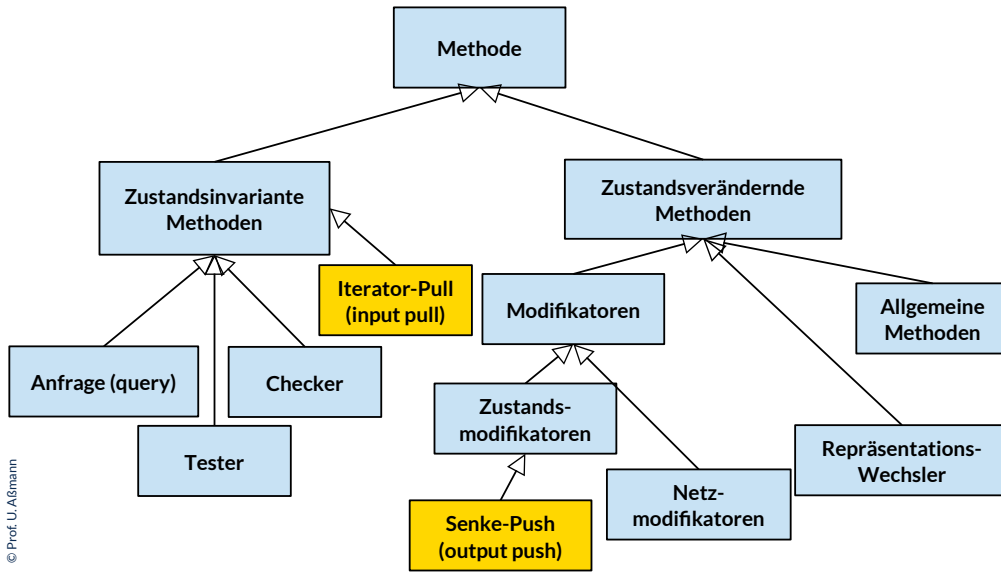 Methode
Zustandsinvariante
Methoden
Zustandsverändernde
Methoden
Iterator-Pull
(input pull)
Modifikatoren
Allgemeine
Methoden
Anfrage (query)
Checker
Tester
Zustands-
modifikatoren
Repräsentations-
Wechsler
Netz-
modifikatoren
Senke-Push
(output push)
© Prof. U. Aßmann